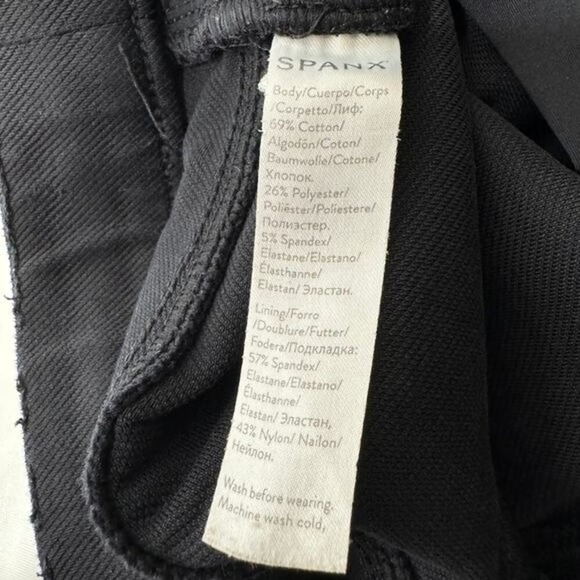 SPANX
Body/Cuerpo/Corps
/Corpetto/Лиф:
69% Cotton/
Algodón/Coton/
Baumwolle/Cotone/
Хлопок.
26% Polyester/
Poliéster/Poliestere/
Полиэстер.
5% Spandex/
Elastane/Elastano/
Élasthanne/
Elastan/ Эластан.
Lining/Forro
/Doublure/Futter/
Fodera/Подкладка:
57% Spandex/
Elastane/Elastano/
Élasthanne/
Elastan/ Эластан,
43% Nylon/ Nailon/
Нейлон.
Wash before wearing.
Machine wash cold,